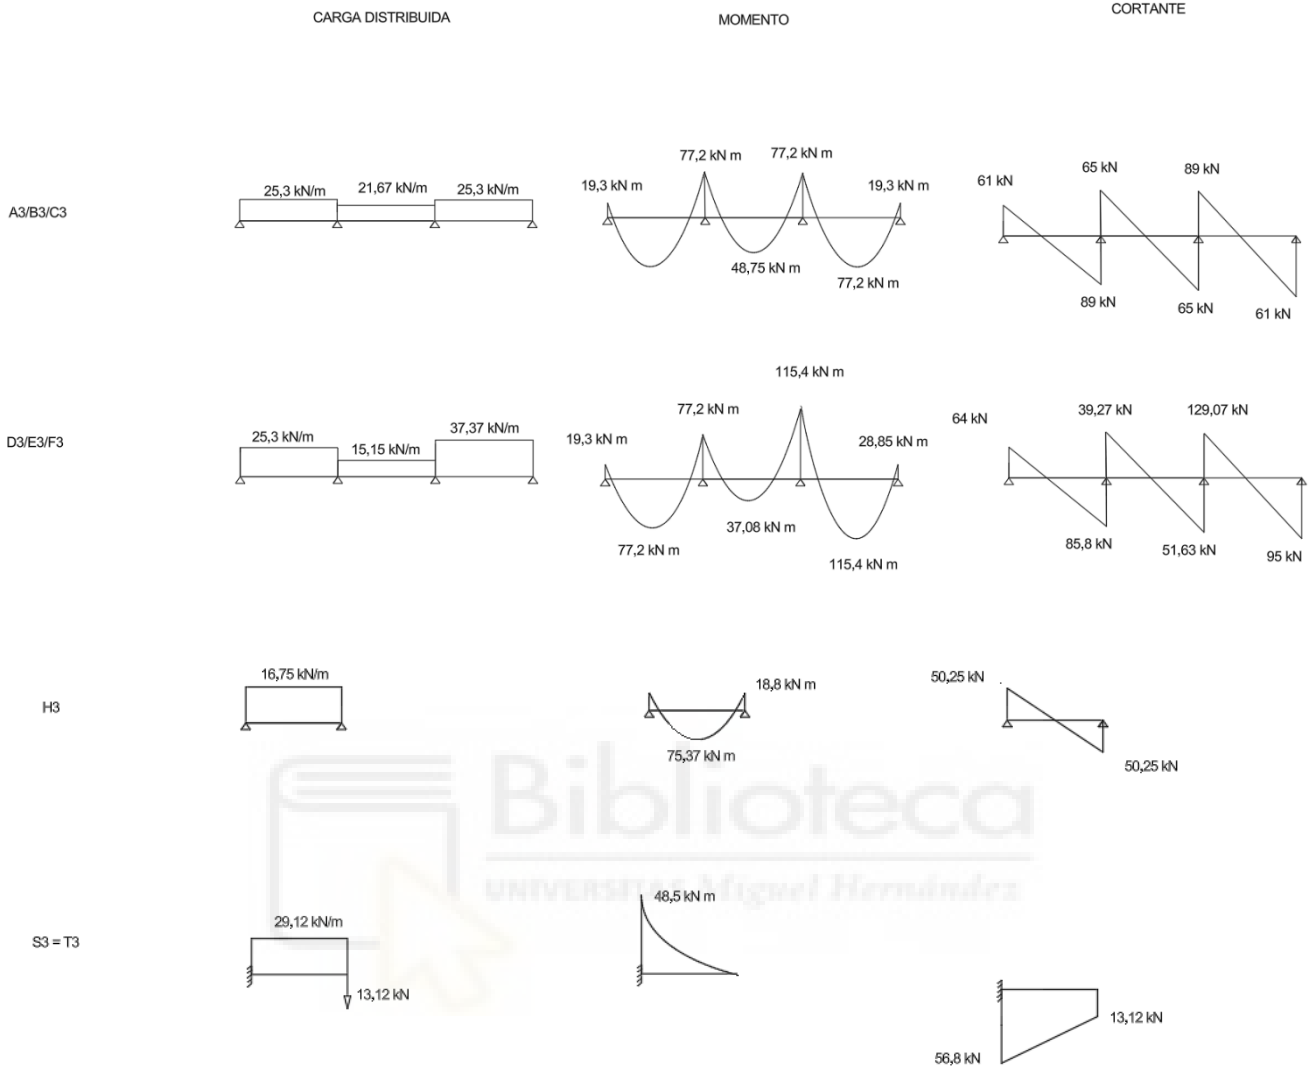 CARGA DISTRIBUIDA
MOMENTO
CORTANTE
A3/B3/C3
25,3 kN/m
21,67 kN/m
25,3 kN/m
19,3 kN m
77,2 kN m
77,2 kN m
19,3 kN m
48,75 kN m
77,2 kN m
61 kN
65 kN
89 kN
89 kN
65 kN
61 kN
D3/E3/F3
25,3 kN/m
15,15 kN/m
37,37 kN/m
19,3 kN m
77,2 kN m
115,4 kN m
28,85 kN m
77,2 kN m
37,08 kN m
115,4 kN m
64 kN
39,27 kN
129,07 kN
85,8 kN
51,63 kN
95 kN
H3
16,75 kN/m
18,8 kN m
75,37 kN m
50,25 kN
50,25 kN
Biblioteca
UNIVERSITAS Miguel Hernández
S3 = T3
29,12 kN/m
13,12 kN
48,5 kN m
13,12 kN
56,8 kN